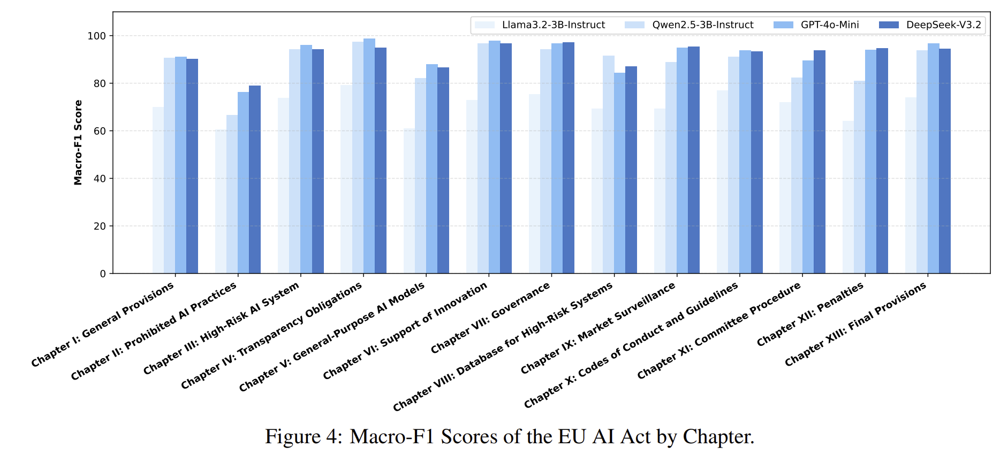 Llama3.2-3B-Instruct
Qwen2.5-3B-Instruct
GPT-4o-Mini
DeepSeek-V3.2
Macro-F1 Score
100
80
60
40
20
0
Chapter I: General Provisions
Chapter II: Prohibited AI Practices
Chapter III: High-Risk AI System
Chapter IV: Transparency Obligations
Chapter V: General-Purpose AI Models
Chapter VI: Support of Innovation
Chapter VII: Governance
Chapter VIII: Database for High-Risk Systems
Chapter IX: Market Surveillance
Chapter X: Codes of Conduct and Guidelines
Chapter XI: Committee Procedure
Chapter XII: Penalties
Chapter XIII: Final Provisions
Figure 4: Macro-F1 Scores of the EU AI Act by Chapter.